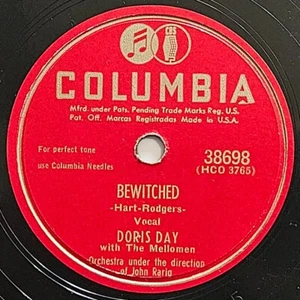 CBS
COLUMBIA
Mfrd. under Pats. Pending Trade Marks Reg. U.S.
Pat. Off. Marcas Registradas Made in U.S.A.
For perfect tone
use Columbia Needles
38698
(HCO 3765)
BEWITCHED
-Hart-Rodgers-
Vocal
DORIS DAY
with The Mellomen
Orchestra under the direction
of John Rarig